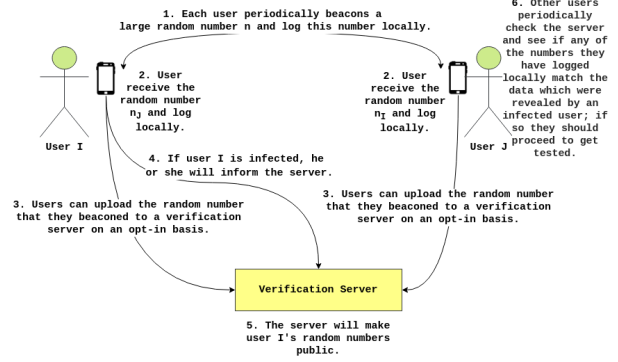 1. Each user periodically beacons a
large random number n and log this number locally.
6. Other users
periodically
check the server
and see if any of
the numbers they
have logged
locally match the
data which were
revealed by an
infected user; if
so they should
proceed to get
tested.
2. User
receive the
random number
nJ and log
locally.
2. User
receive the
random number
nI and log
locally.
User I
User J
4. If user I is infected, he
or she will inform the server.
3. Users can upload the random number
that they beaconed to a verification
server on an opt-in basis.
3. Users can upload the random number
that they beaconed to a verification
server on an opt-in basis.
Verification Server
5. The server will make
user I's random numbers
public.